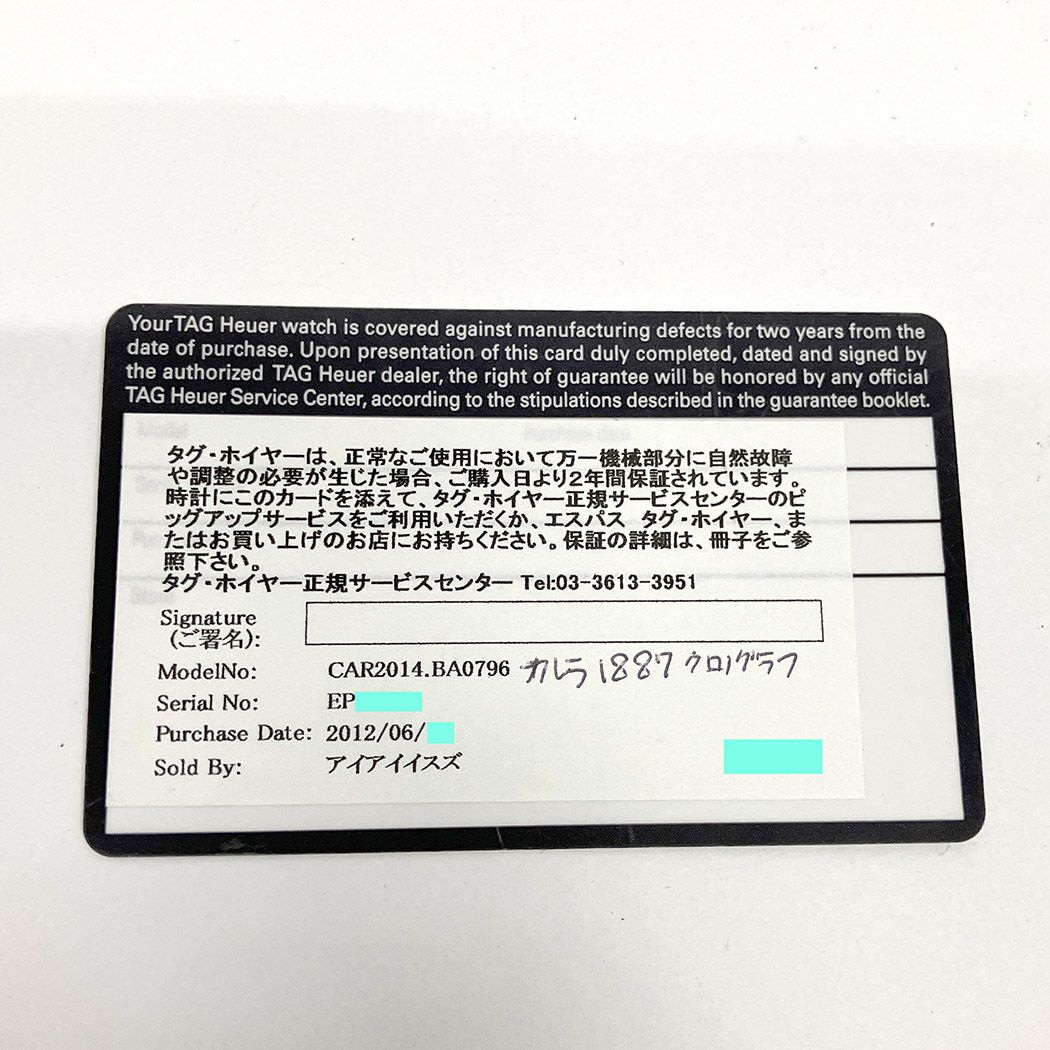 Your TAG Heuer watch is covered against manufacturing defects for two years from the
date of purchase. Upon presentation of this card duly completed, dated and signed by
the authorized TAG Heuer dealer, the right of guarantee will be honored by any official
TAG Heuer Service Center, according to the stipulations described in the guarantee booklet.
Model Purchase date
タグ・ホイヤーは、正常なご使用において万一機械部分に自然故障
や調整の必要が生じた場合、ご購入日より2年間保証されています。
時計にこのカードを添えて、タグ・ホイヤー正規サービスセンターのピ
ッグアップサービスをご利用いただくか、エスパス タグ・ホイヤー、ま
たはお買い上げのお店にお持ちください。保証の詳細は、冊子をご参
照下さい。
タグ・ホイヤー正規サービスセンター Tel:03-3613-3951
Store
Signature
(ご署名):
ModelNo: CAR2014.BA0796 カレラ 1887 クロノグラフ
Serial No: EP
Purchase Date: 2012/06/
Sold By: アイアイイスズ